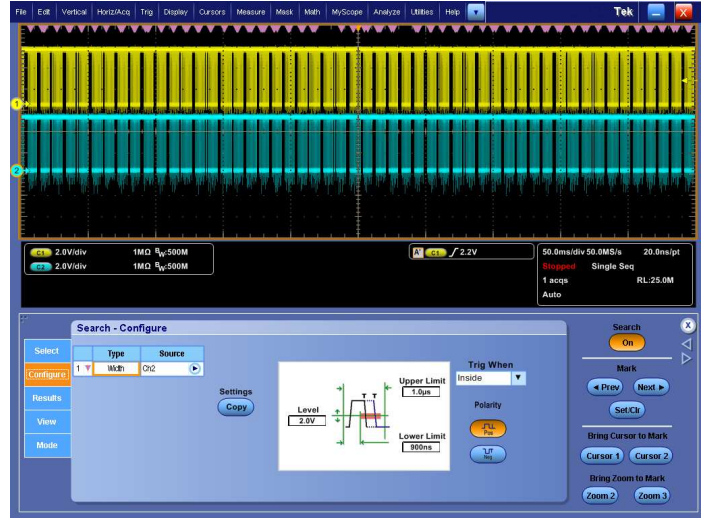 File Edit Vertical Horiz/Acq Trig Display Cursors Measure Mask Math MyScope Analyze Utilities Help Tek X
1
2
C1 2.0V/div 1MΩ BW:500M
C2 2.0V/div 1MΩ BW:500M
A' C1 2.2V
50.0ms/div 50.0MS/s 20.0ns/pt
Stopped Single Seq
1 acqs RL:25.0M
Auto
Search - Configure
Select
Configure
Results
View
Mode
Type Source
1 Width Ch2
Settings
Copy
Level
2.0V
T T
Upper Limit
1.0µs
Lower Limit
900ns
Trig When
Inside
Polarity
Pos
Neg
Search
On
X
Mark
Prev Next
Set/Clr
Bring Cursor to Mark
Cursor 1 Cursor 2
Bring Zoom to Mark
Zoom 2 Zoom 3